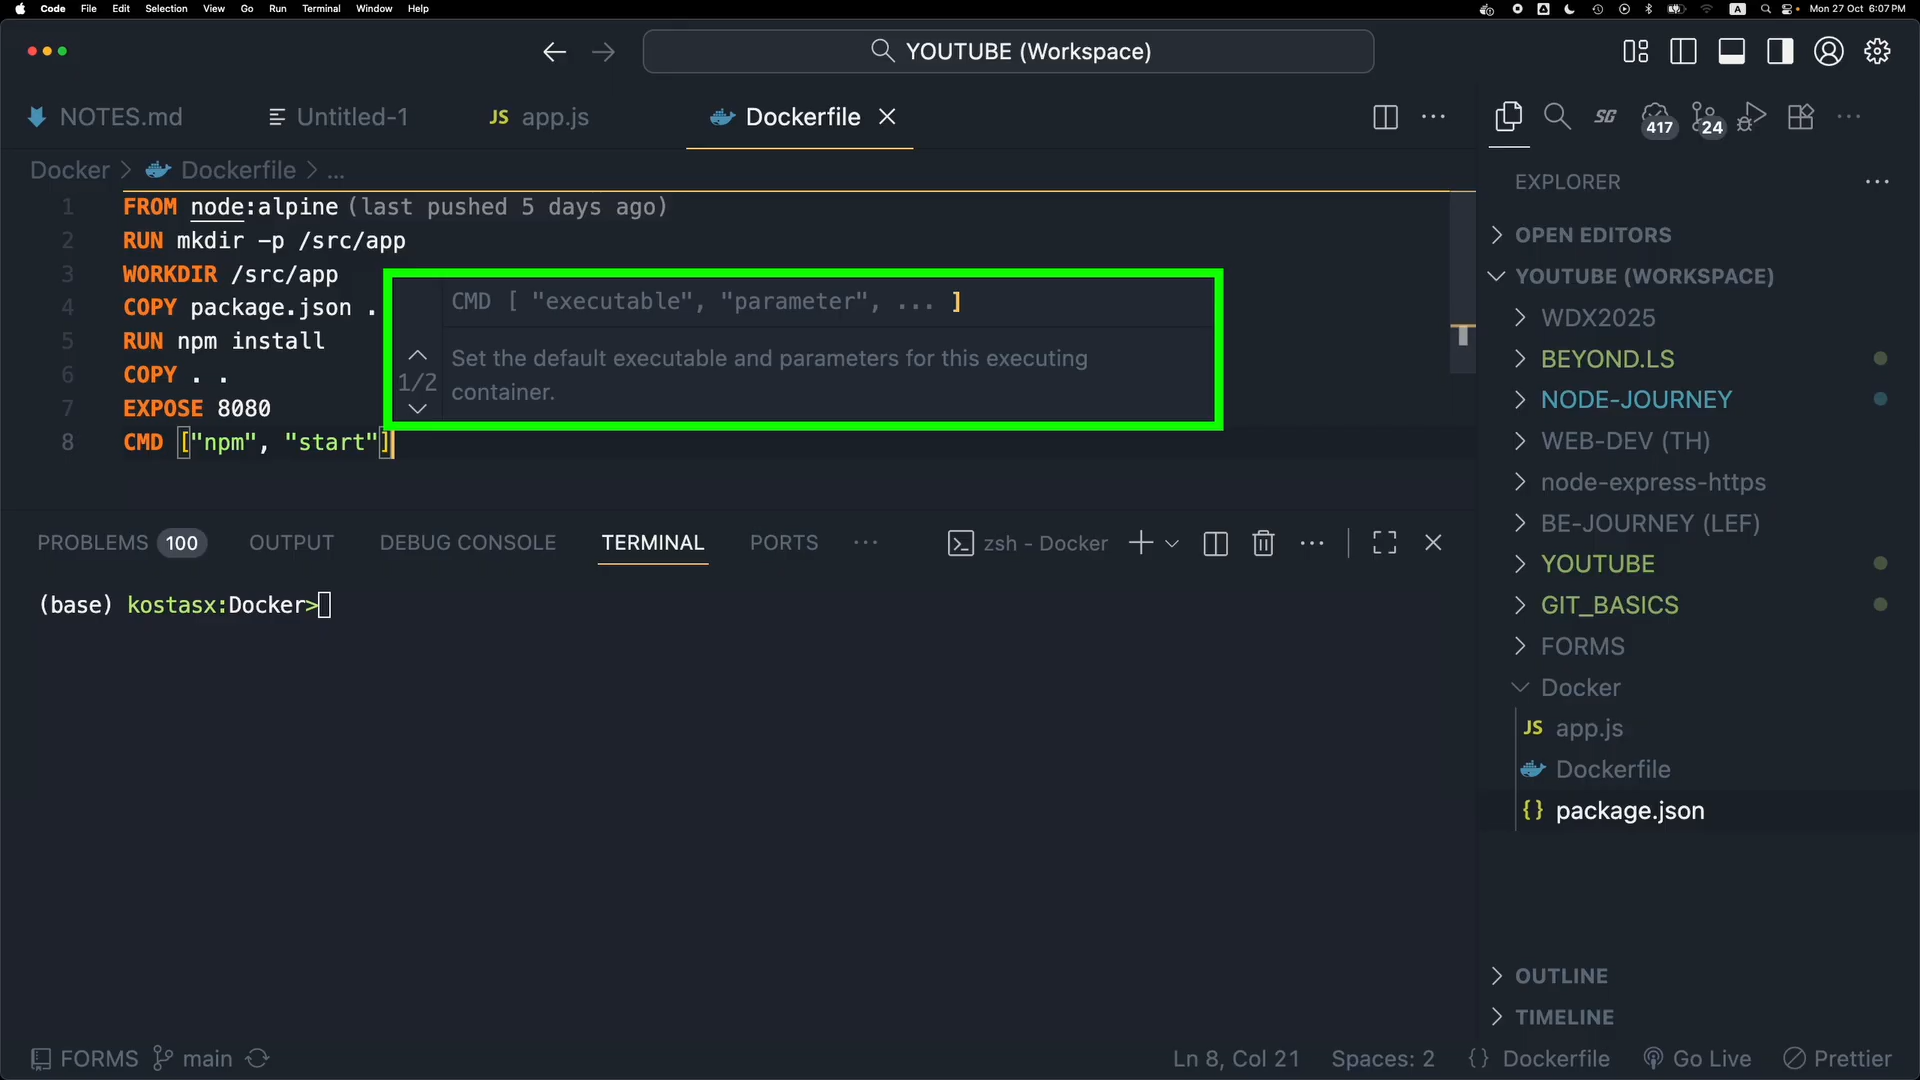 Code File Edit Selection View Go Run Terminal Window Help
A Mon 27 Oct 6:07 PM
YOUTUBE (Workspace)
NOTES.md Untitled-1 JS app.js Dockerfile
SG 417 24
Docker > Dockerfile > ...
1 FROM node:alpine (last pushed 5 days ago)
2 RUN mkdir -p /src/app
3 WORKDIR /src/app
4 COPY package.json .
5 RUN npm install
6 COPY . .
7 EXPOSE 8080
8 CMD ["npm", "start"]
CMD [ "executable", "parameter", ... ]
1/2
Set the default executable and parameters for this executing
container.
PROBLEMS 100 OUTPUT DEBUG CONSOLE TERMINAL PORTS ... zsh - Docker
(base) kostasx:Docker>
EXPLORER
OPEN EDITORS
YOUTUBE (WORKSPACE)
WDX2025
BEYOND.LS
NODE-JOURNEY
WEB-DEV (TH)
node-express-https
BE-JOURNEY (LEF)
YOUTUBE
GIT_BASICS
FORMS
Docker
JS app.js
Dockerfile
{} package.json
OUTLINE
TIMELINE
FORMS main Ln 8, Col 21 Spaces: 2 {} Dockerfile Go Live Prettier